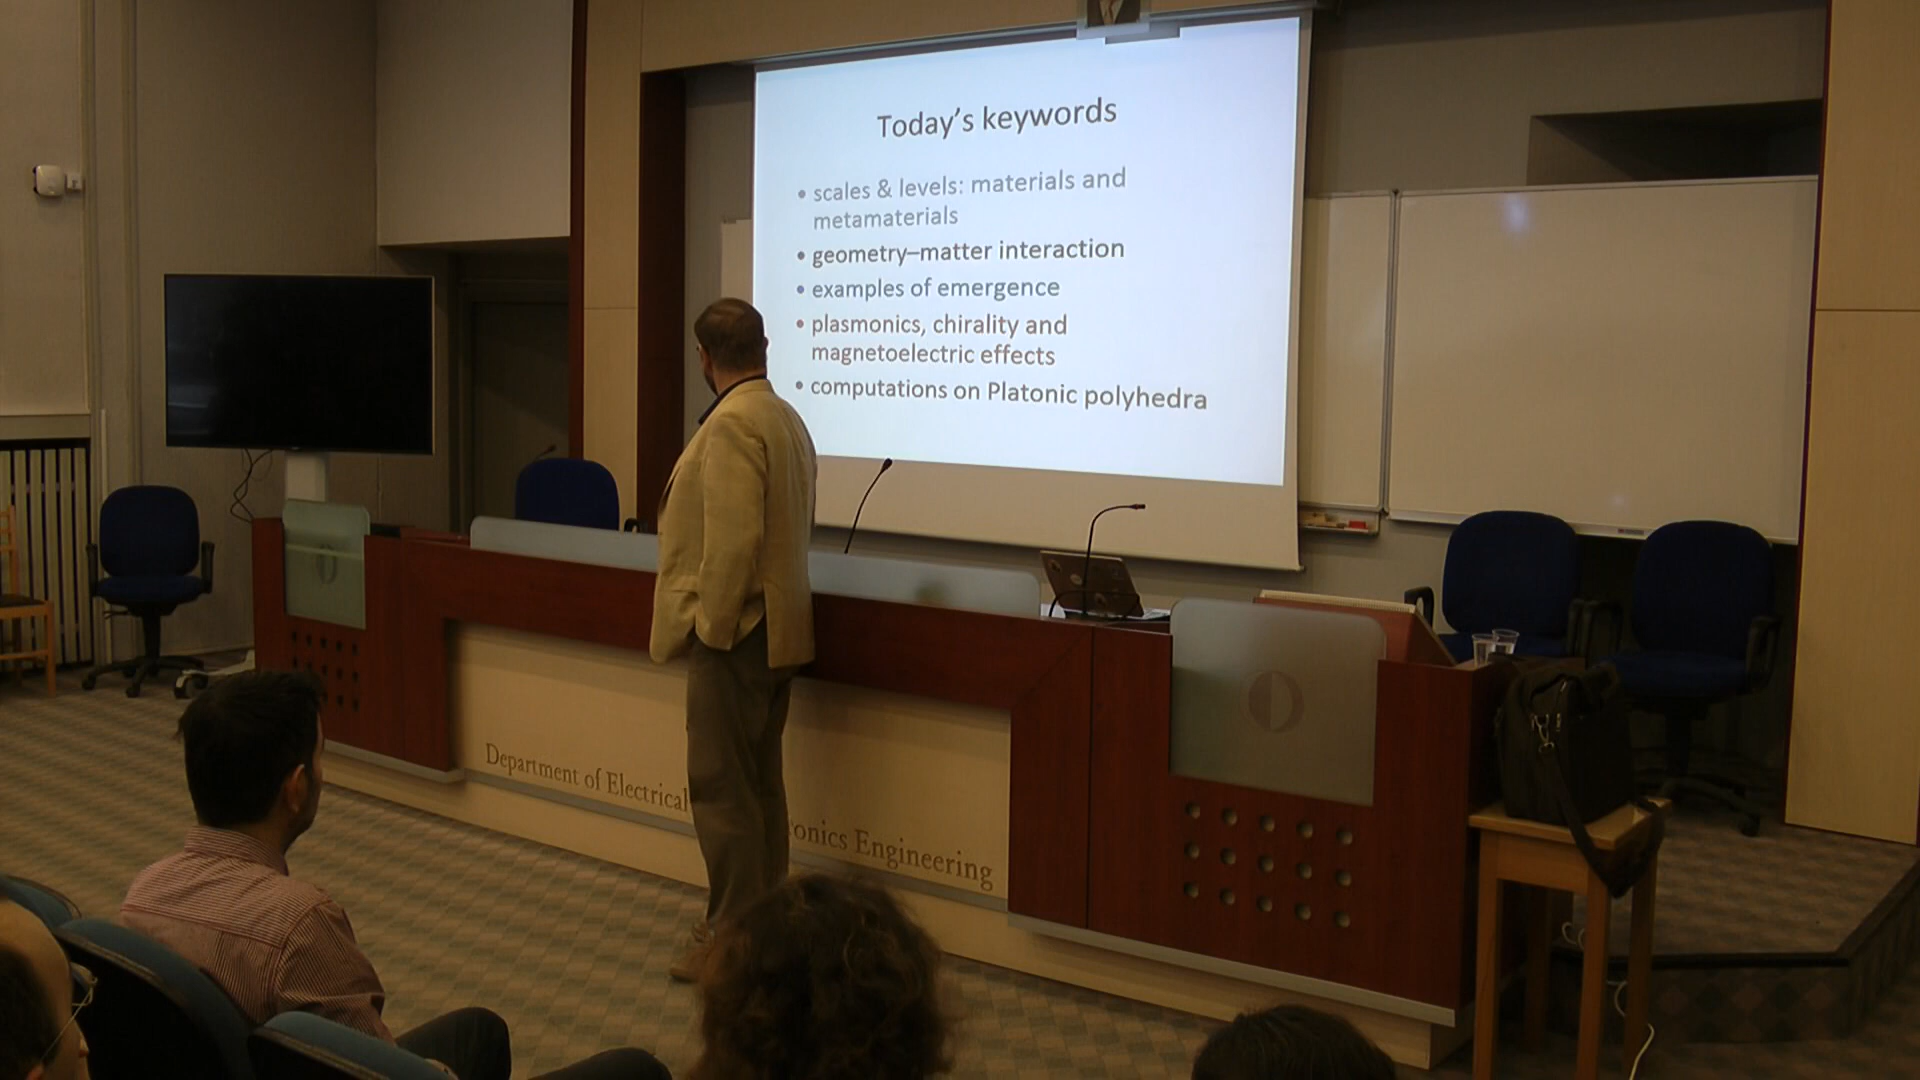 Today's keywords
• scales & levels: materials and
metamaterials
• geometry–matter interaction
• examples of emergence
• plasmonics, chirality and
magnetoelectric effects
• computations on Platonic polyhedra
Department of Electrical
ronics Engineering